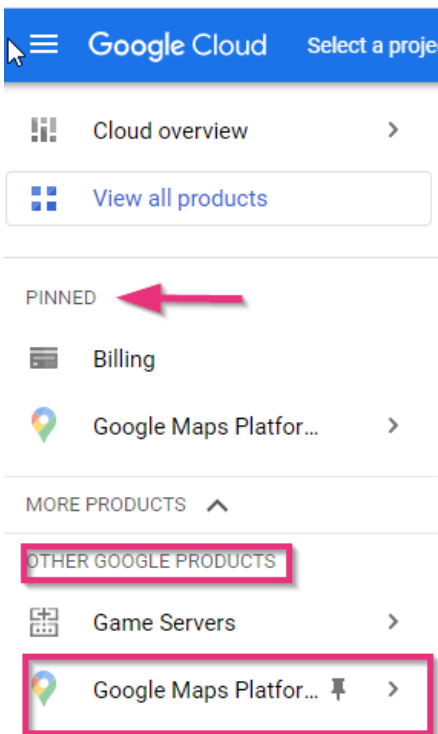 Google Cloud Select a proje
Cloud overview
View all products
PINNED
Billing
Google Maps Platfor...
MORE PRODUCTS
OTHER GOOGLE PRODUCTS
Game Servers
Google Maps Platfor...